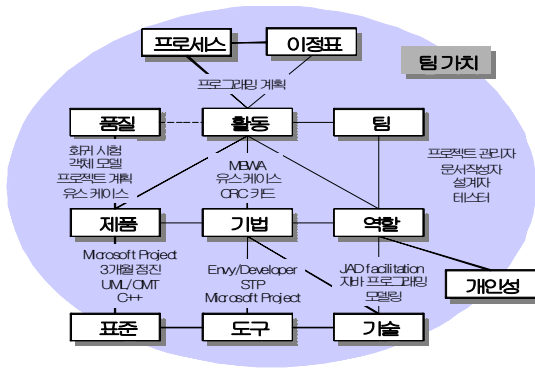 프로세스
이정표
팀 가치
프로그래밍 계획
품질
활동
팀
회귀 시험
객체 모델
프로젝트 계획
유스 케이스
MBWA
유스 케이스
CRC 카드
프로젝트 관리자
문서작성자
설계자
테스터
제품
기법
역할
Microsoft Project
3개월 점진
UML/OMT
C++
Envy/Developer
STP
Microsoft Project
JAD facilitation
자바 프로그래밍
모델링
개인성
표준
도구
기술